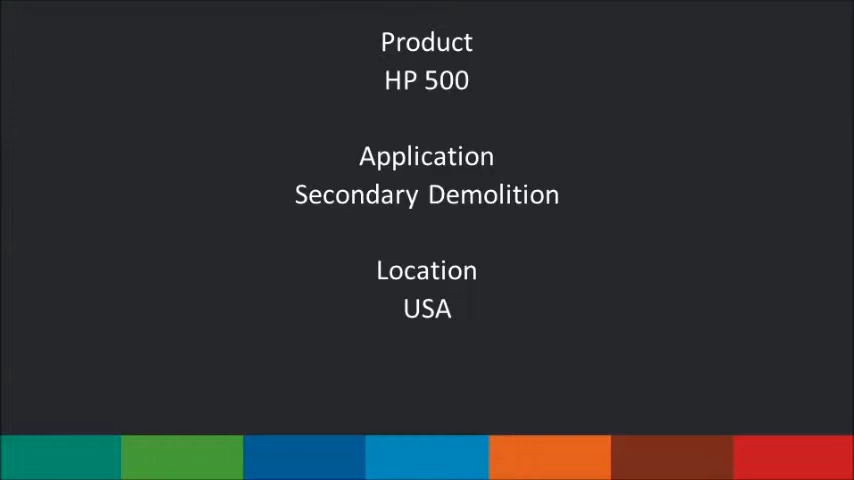 Product
HP 500
Application
Secondary Demolition
Location
USA